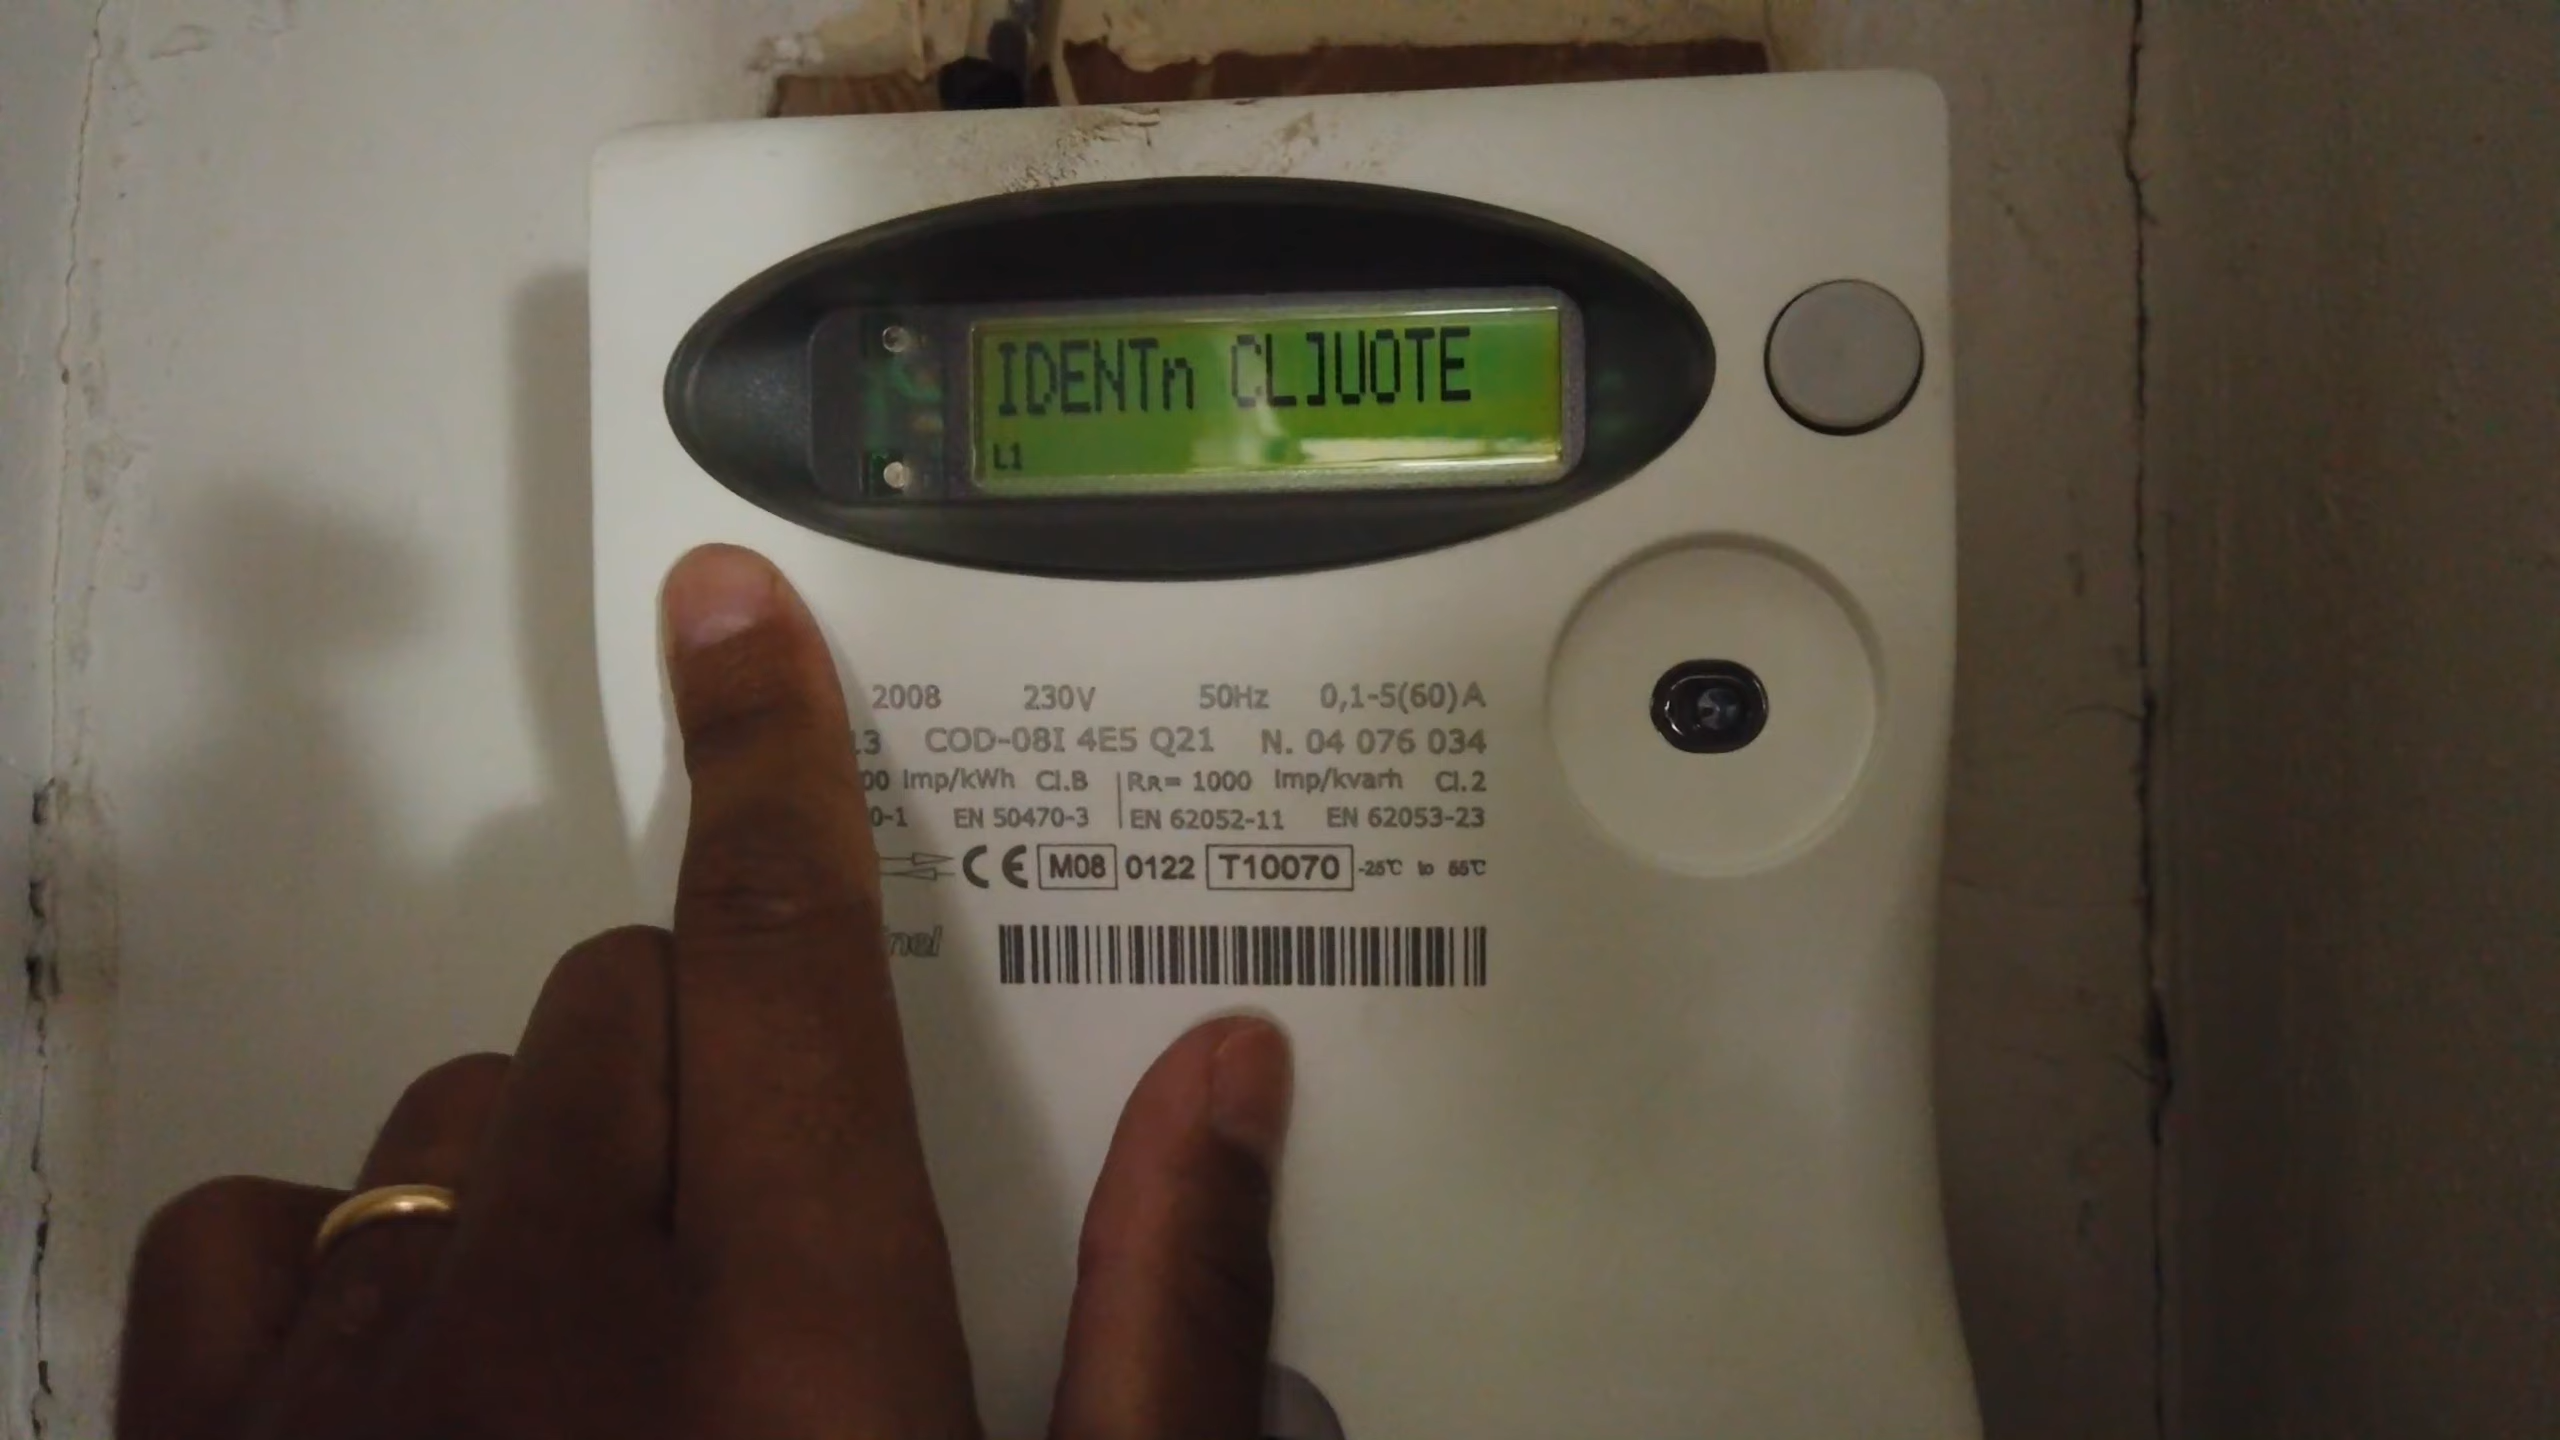 IDENTn CL]UOTE
L1
2008 230V 50Hz 0,1-5(60)A
13 COD-08I 4E5 Q21 N. 04 076 034
00 Imp/kWh Cl.B RR= 1000 Imp/kvarh Cl.2
0-1 EN 50470-3 EN 62052-11 EN 62053-23
CE M08 0122 T10070 -25°C to 55°C
nel